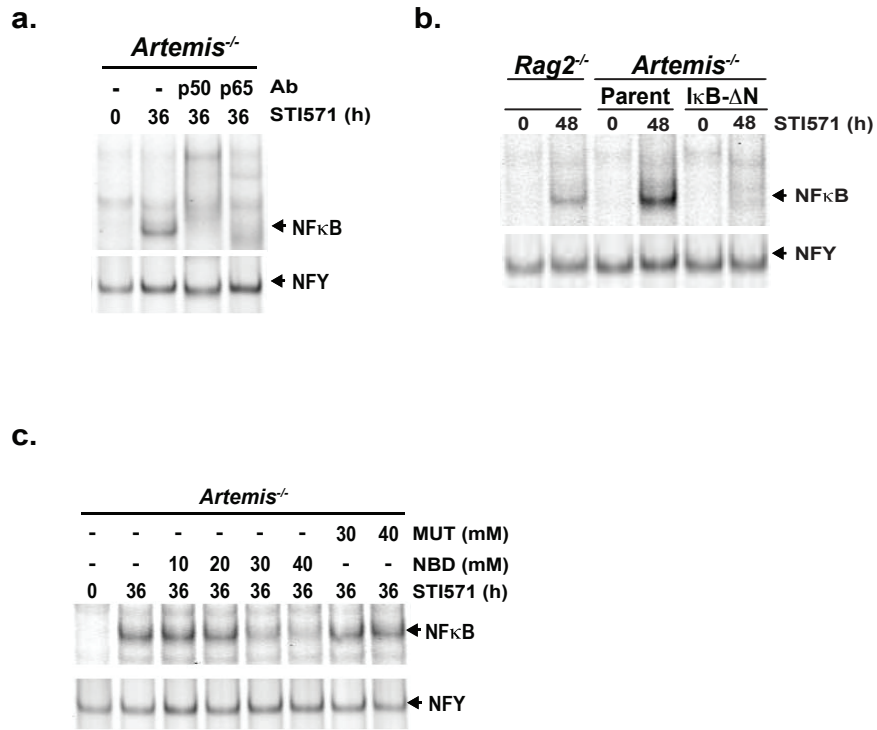 a.
Artemis-/-
- - p50 p65 Ab
0 36 36 36 STI571 (h)
NFκB
NFY
b.
Rag2-/- Artemis-/-
Parent IκB-ΔN
0 48 0 48 0 48 STI571 (h)
NFκB
NFY
c.
Artemis-/-
- - - - - - 30 40 MUT (mM)
- - 10 20 30 40 - - NBD (mM)
0 36 36 36 36 36 36 36 STI571 (h)
NFκB
NFY